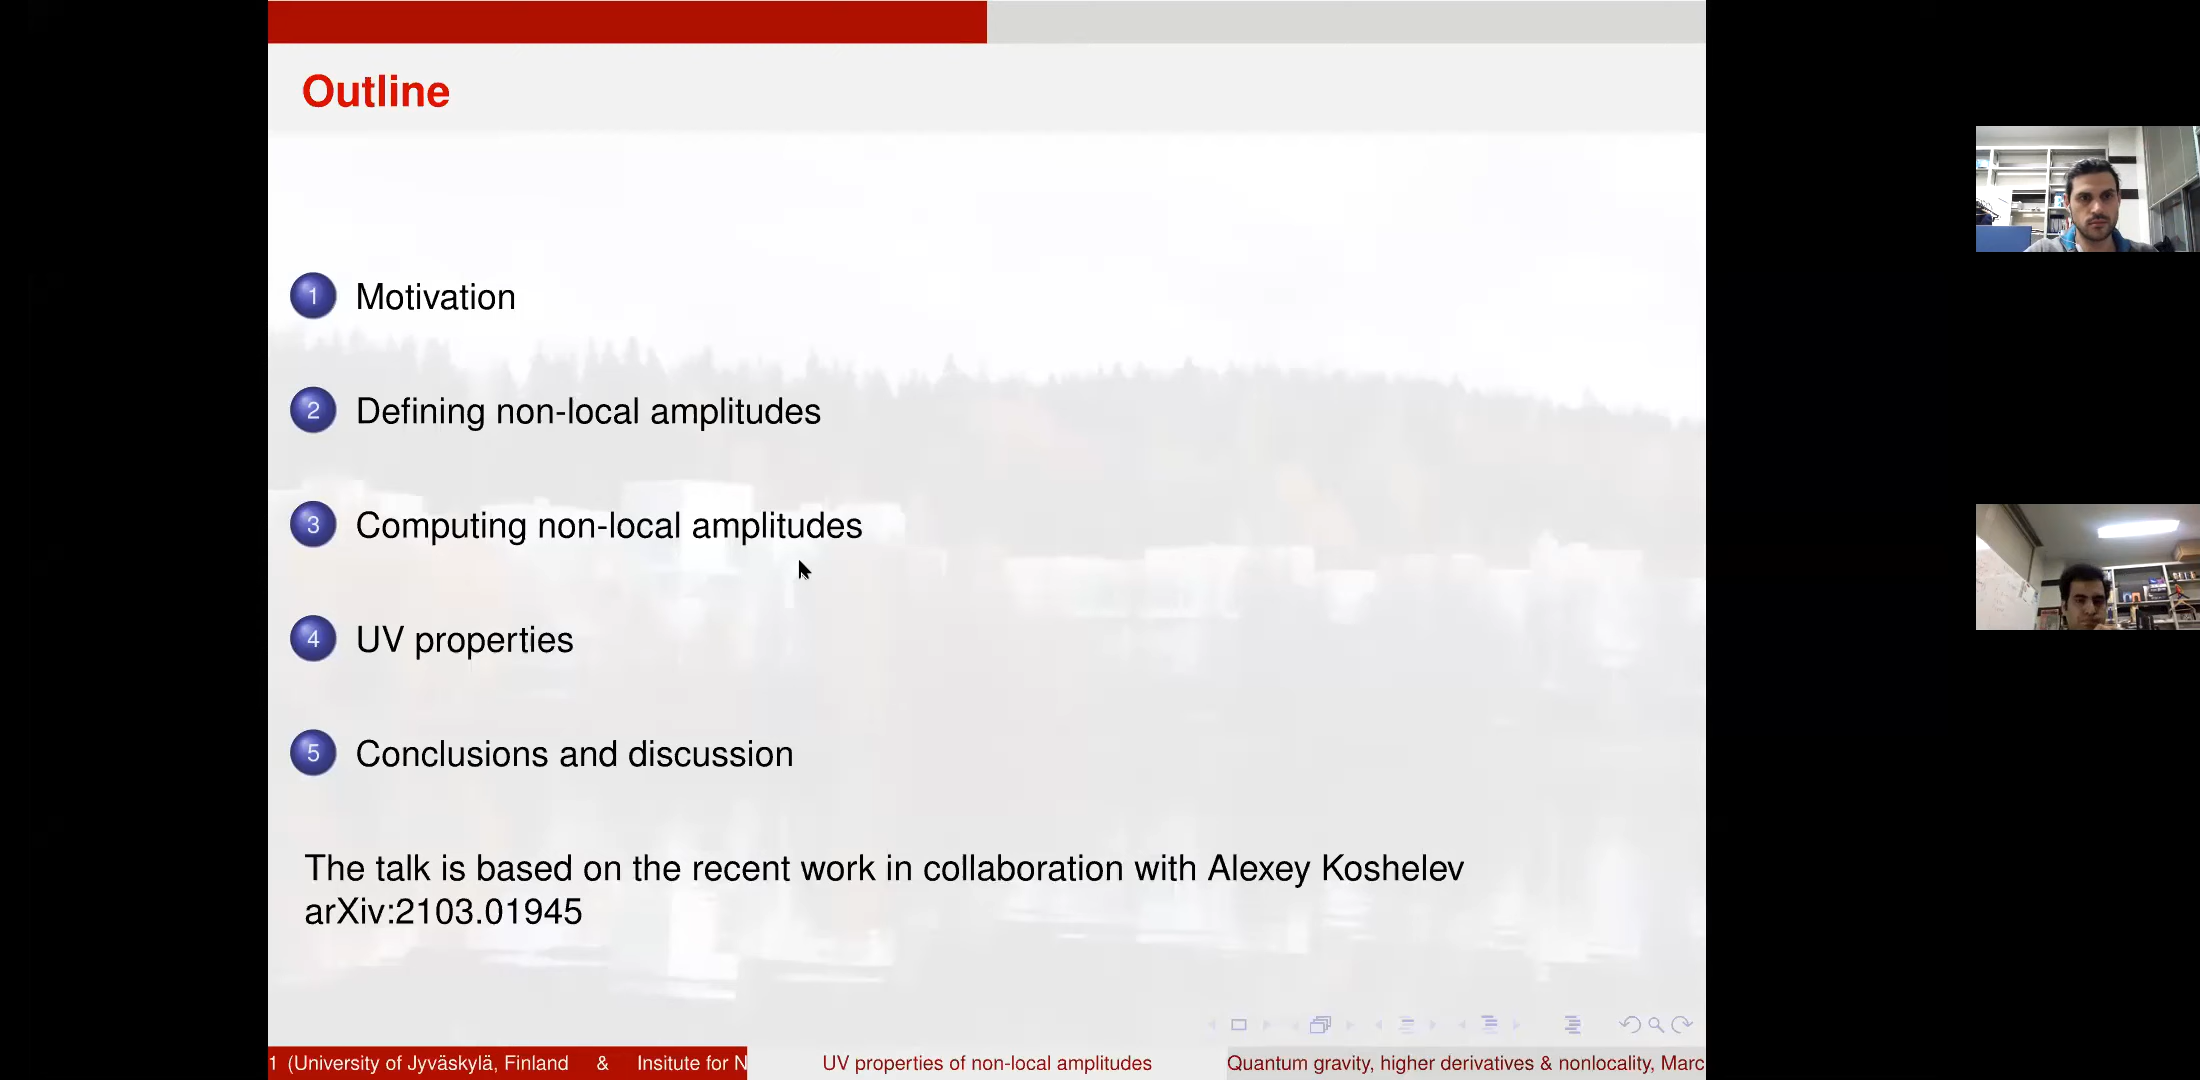 Outline
1 Motivation
2 Defining non-local amplitudes
3 Computing non-local amplitudes
4 UV properties
5 Conclusions and discussion
The talk is based on the recent work in collaboration with Alexey Koshelev
arXiv:2103.01945
1 (University of Jyväskylä, Finland & Insitute for N
UV properties of non-local amplitudes
Quantum gravity, higher derivatives & nonlocality, Marc